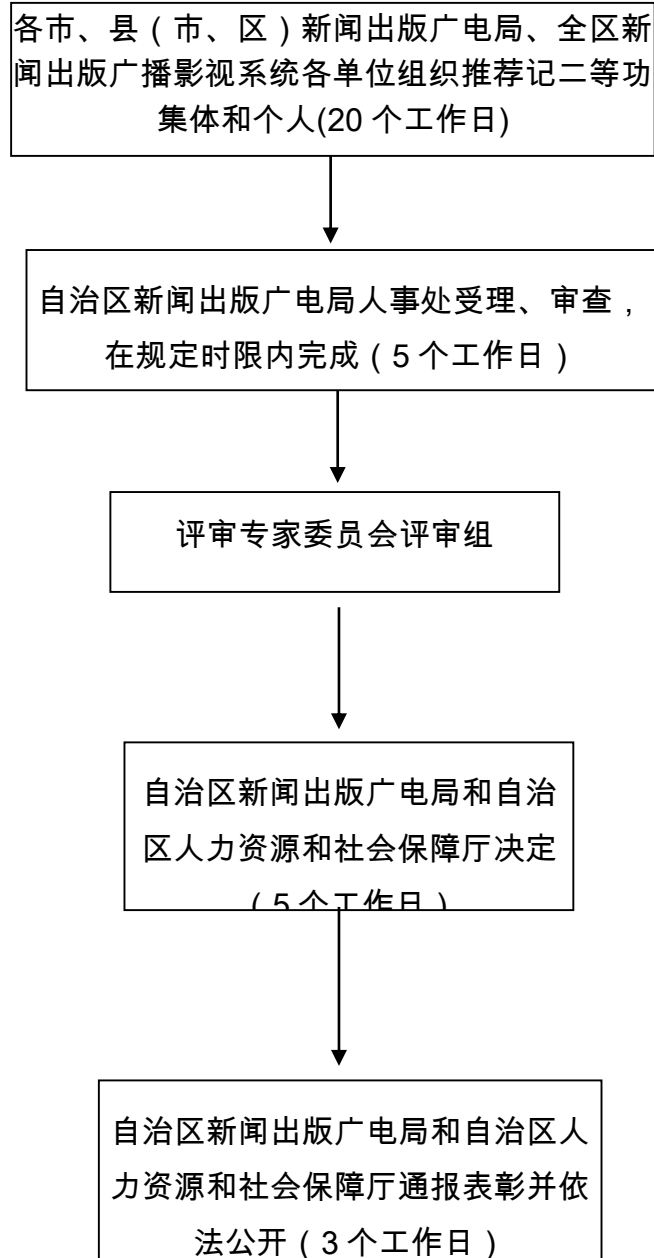 各市、县（市、区）新闻出版广电局、全区新
闻出版广播影视系统各单位组织推荐记二等功
集体和个人(20 个工作日)
自治区新闻出版广电局人事处受理、审查，
在规定时限内完成（5 个工作日）
评审专家委员会评审组
自治区新闻出版广电局和自治
区人力资源和社会保障厅决定
（5 个工作日）
自治区新闻出版广电局和自治区人
力资源和社会保障厅通报表彰并依
法公开（3 个工作日）